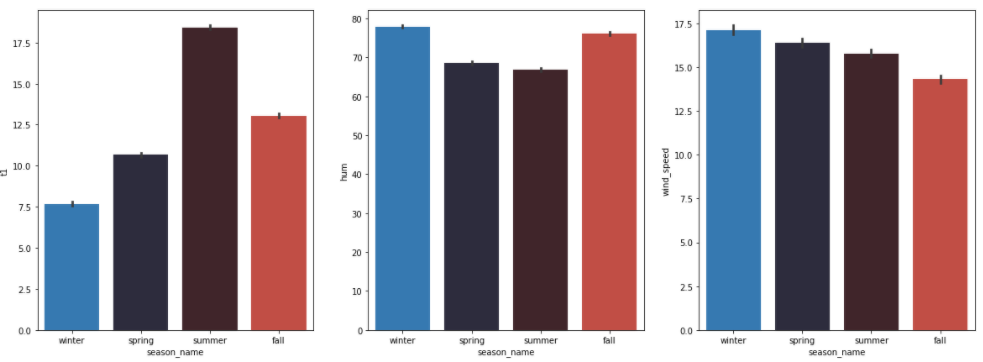 17.5
15.0
12.5
10.0
7.5
5.0
2.5
0.0
t1
winter spring summer fall
season_name
80
70
60
50
40
30
20
10
0
hum
winter spring summer fall
season_name
17.5
15.0
12.5
10.0
7.5
5.0
2.5
0.0
wind_speed
winter spring summer fall
season_name